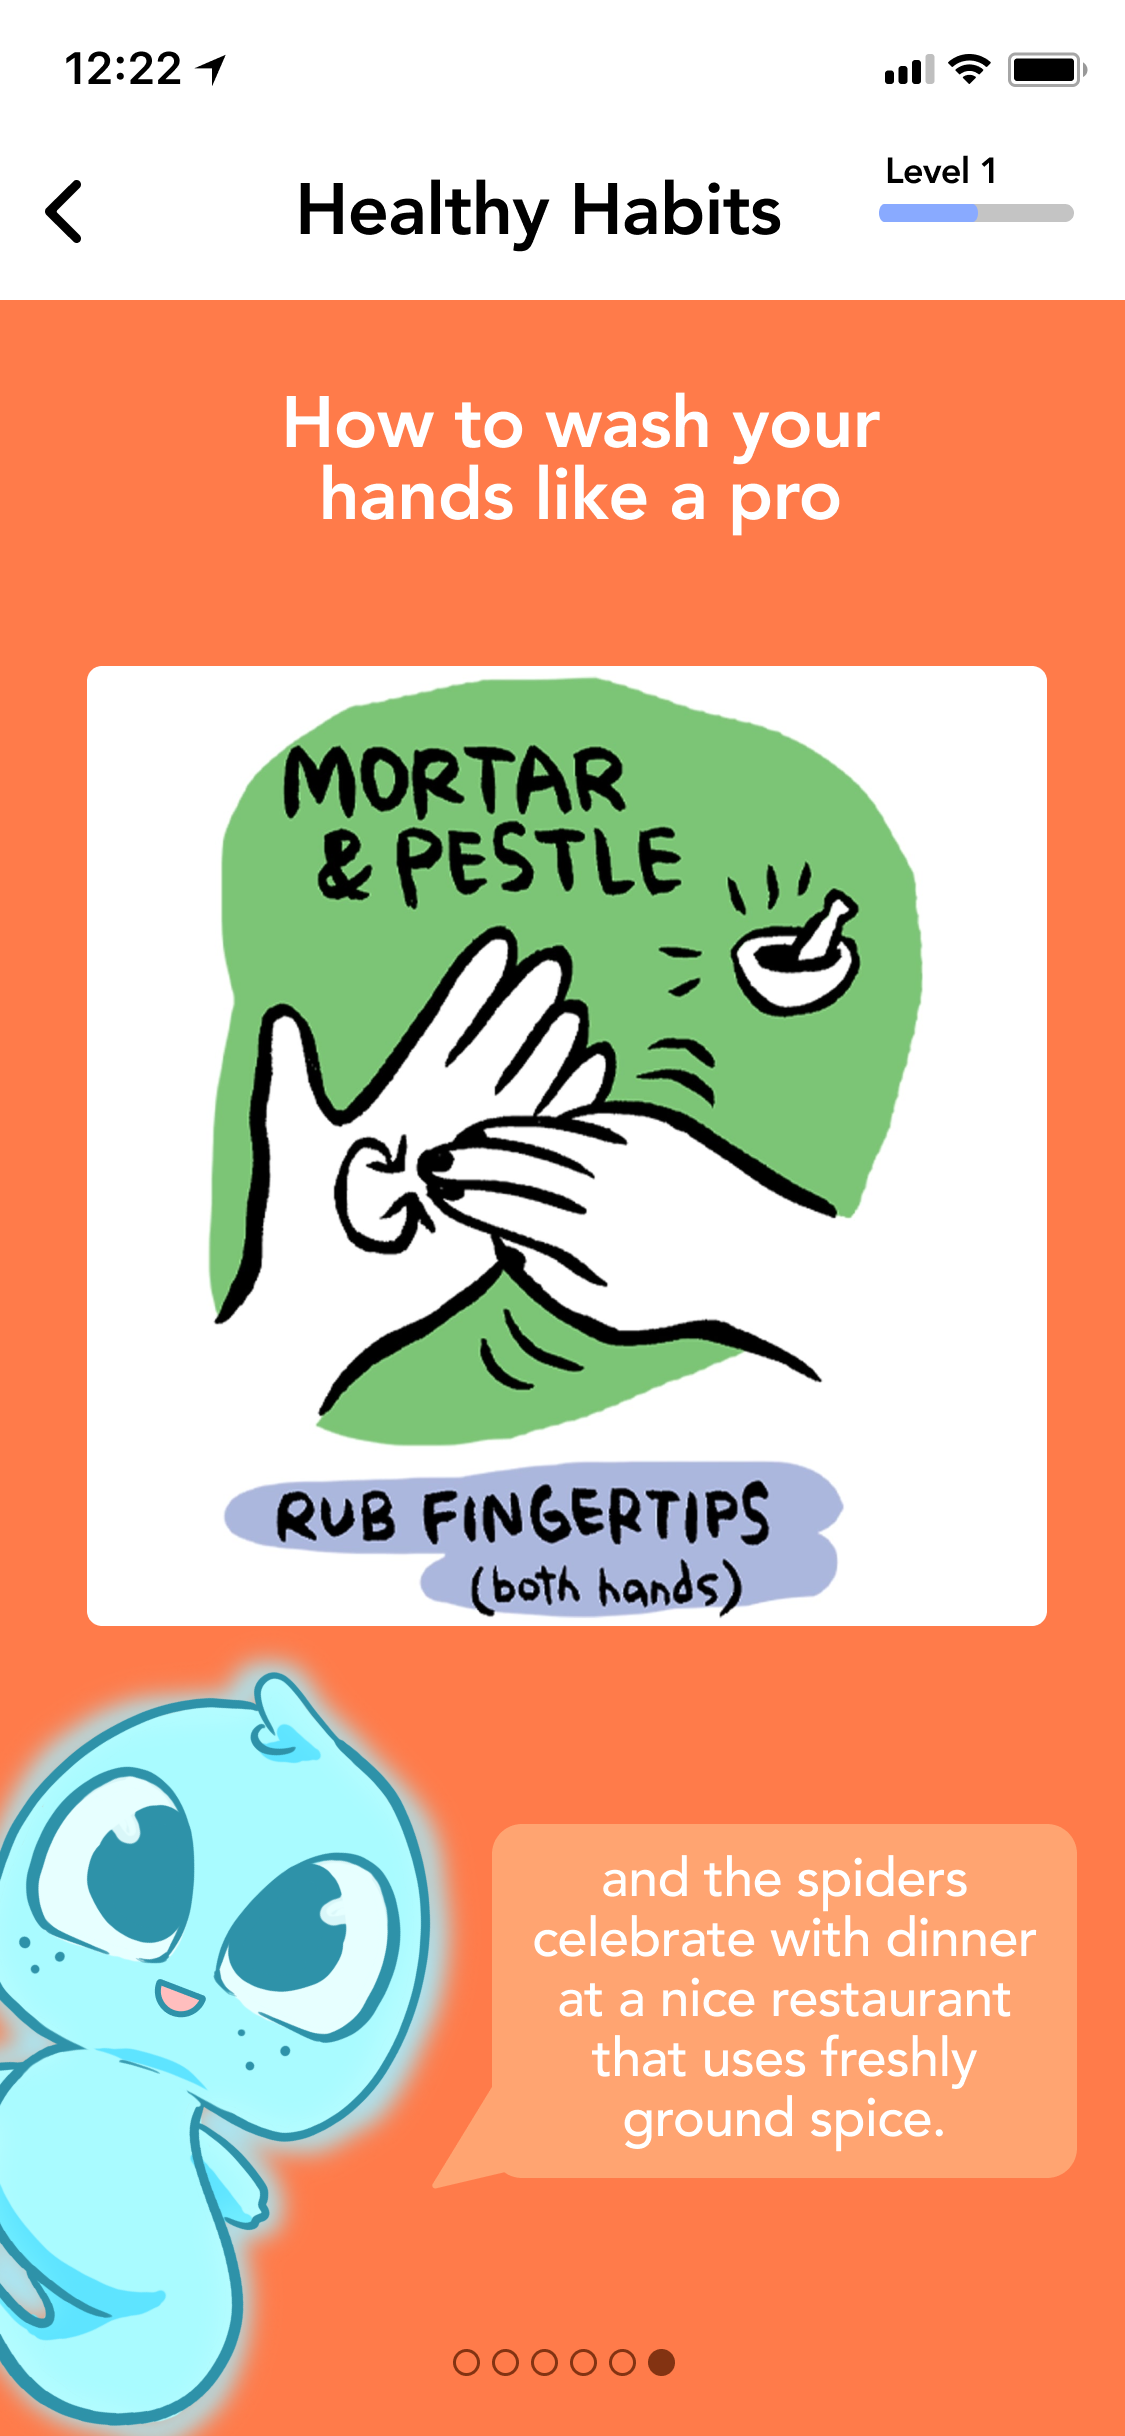 12:22
Level 1
Healthy Habits
How to wash your
hands like a pro
MORTAR
& PESTLE
RUB FINGERTIPS
(both hands)
and the spiders
celebrate with dinner
at a nice restaurant
that uses freshly
ground spice.